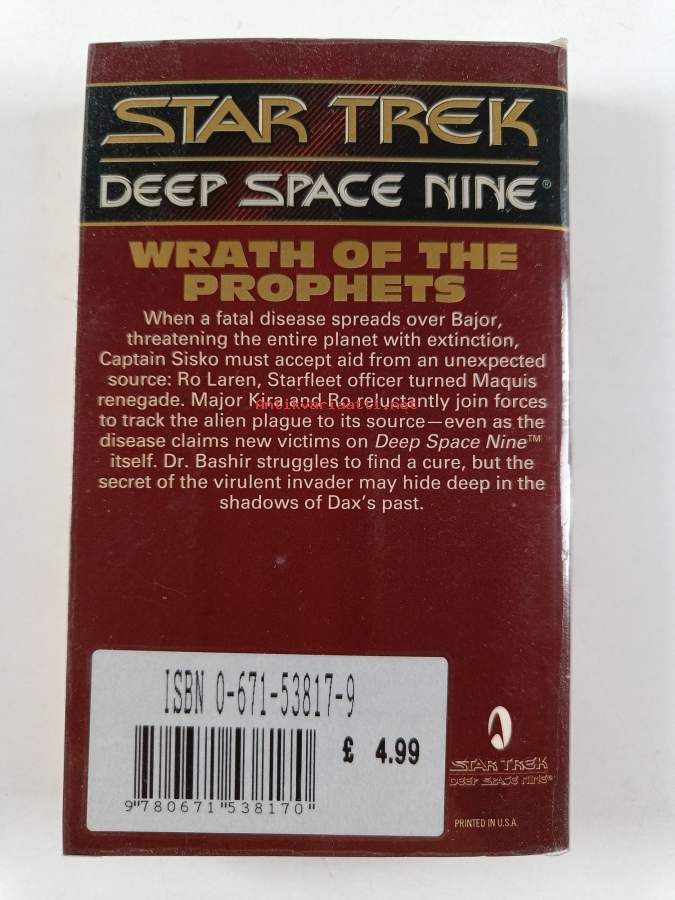 STAR TREK
DEEP SPACE NINE®
WRATH OF THE
PROPHETS
When a fatal disease spreads over Bajor,
threatening the entire planet with extinction,
Captain Sisko must accept aid from an unexpected
source: Ro Laren, Starfleet officer turned Maquis
renegade. Major Kira and Ro reluctantly join forces
Antikvariaatti.net
to track the alien plague to its source—even as the
disease claims new victims on Deep Space Nine™
itself. Dr. Bashir struggles to find a cure, but the
secret of the virulent invader may hide deep in the
shadows of Dax's past.
ISBN 0-671-53817-9
£ 4.99
9 780671 538170
STAR TREK
DEEP SPACE NINE®
PRINTED IN U.S.A.